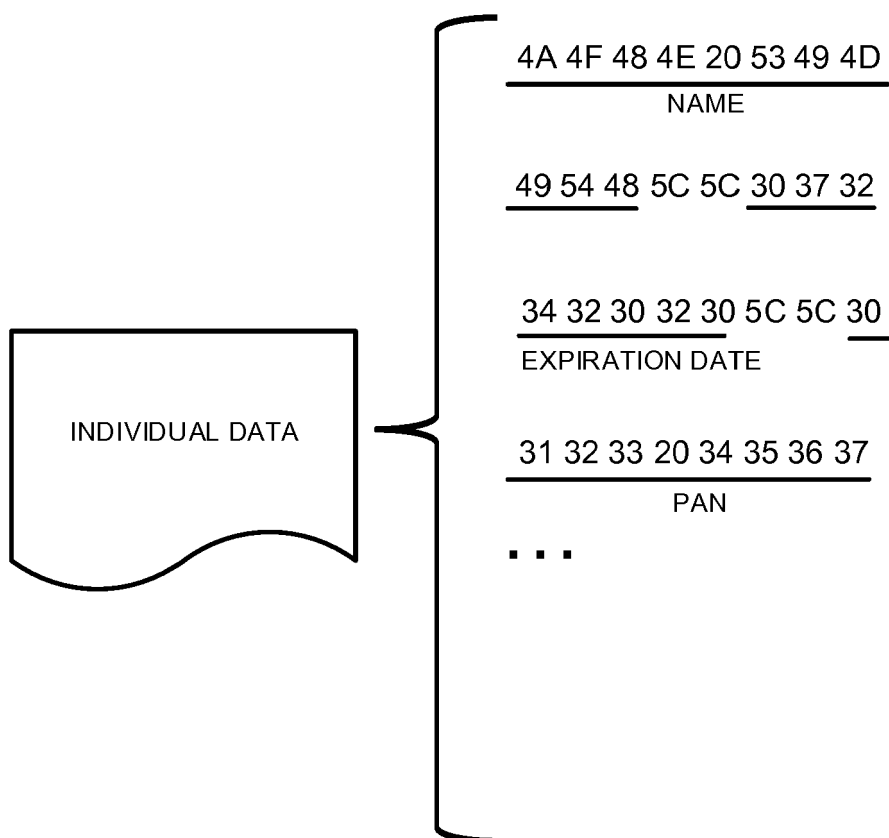 4A 4F 48 4E 20 53 49 4D
NAME
49 54 48 5C 5C 30 37 32
34 32 30 32 30 5C 5C 30
EXPIRATION DATE
INDIVIDUAL DATA
31 32 33 20 34 35 36 37
PAN
...